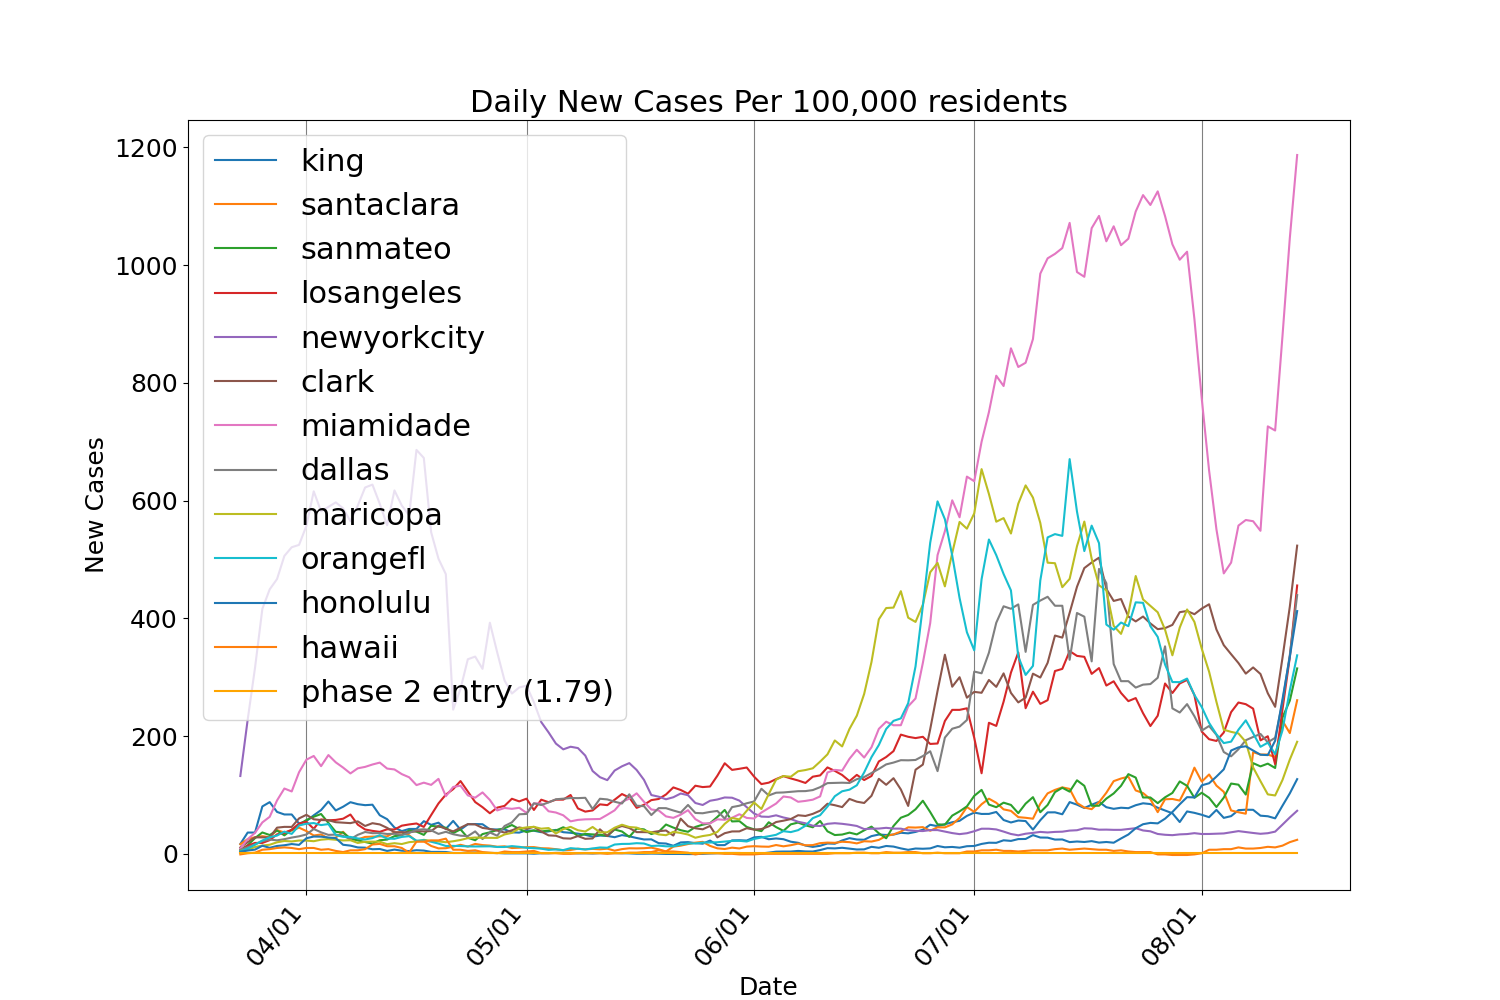 Daily New Cases Per 100,000 residents
1200
1000
800
600
400
200
0
New Cases
king
santaclara
sanmateo
losangeles
newyorkcity
clark
miamidade
dallas
maricopa
orangefl
honolulu
hawaii
phase 2 entry (1.79)
04/01
05/01
06/01
07/01
08/01
Date